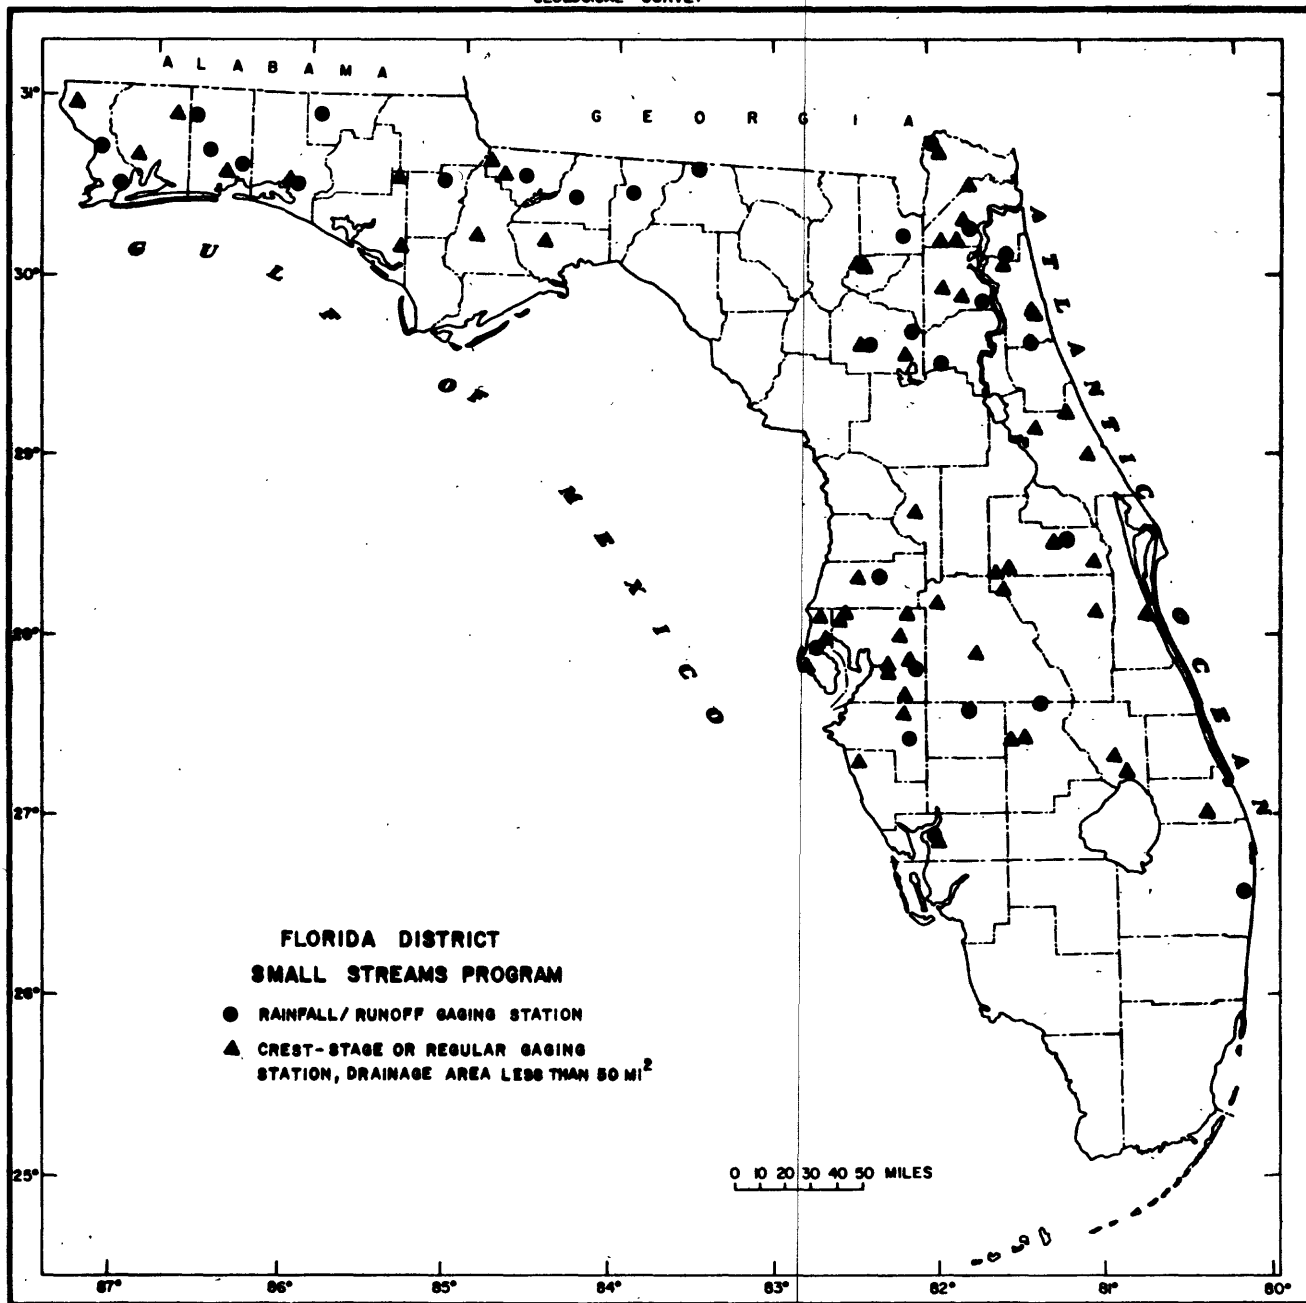 GEOLOGICAL SURVEY
ALABAMA
GEORGIA
GULF OF MEXICO
ATLANTIC OCEAN
31°
30°
29°
28°
27°
26°
25°
FLORIDA DISTRICT
SMALL STREAMS PROGRAM
RAINFALL/ RUNOFF GAGING STATION
CREST-STAGE OR REGULAR GAGING
STATION, DRAINAGE AREA LESS THAN 50 MI²
0 10 20 30 40 50 MILES
87° 86° 85° 84° 83° 82° 81° 80°